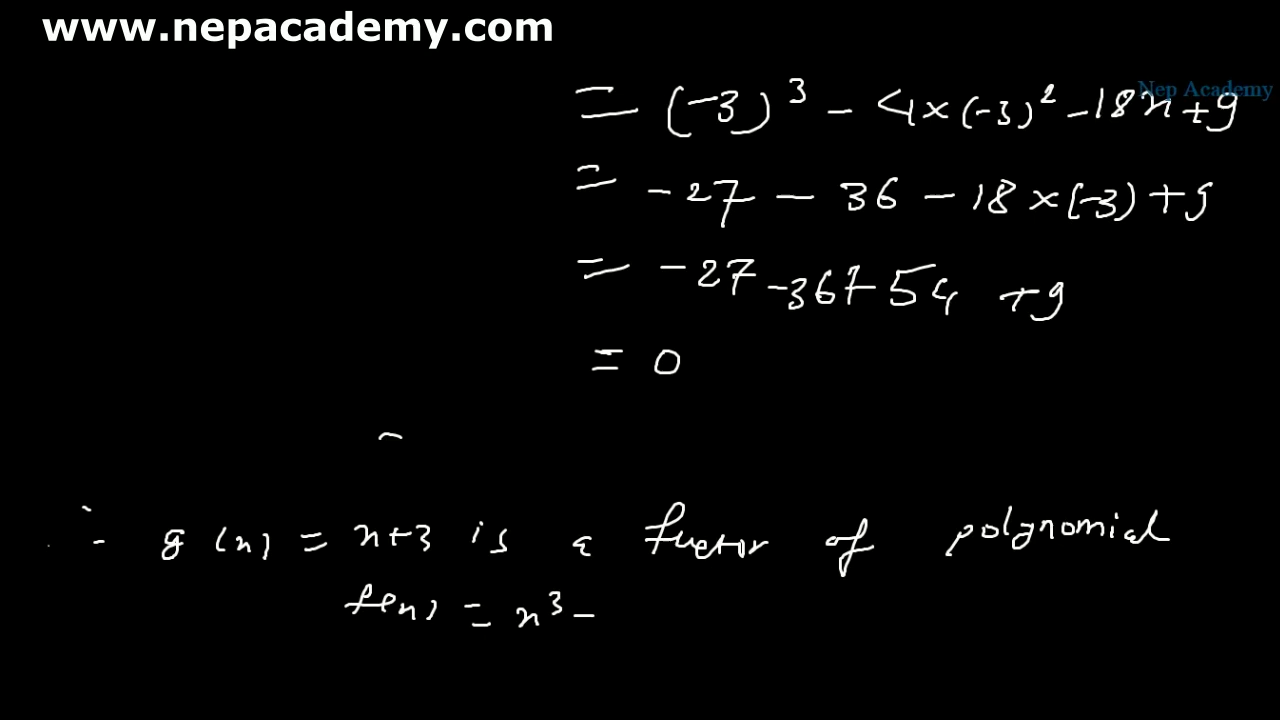 www.nepacademy.com
Nep Academy
= (-3)³ - 4×(-3)² -18x+9
= -27 - 36 - 18×(-3)+9
= -27 -36+54 +9
= 0
∴ g(x) = x+3 is a factor of polynomial
f(x) = x³ -